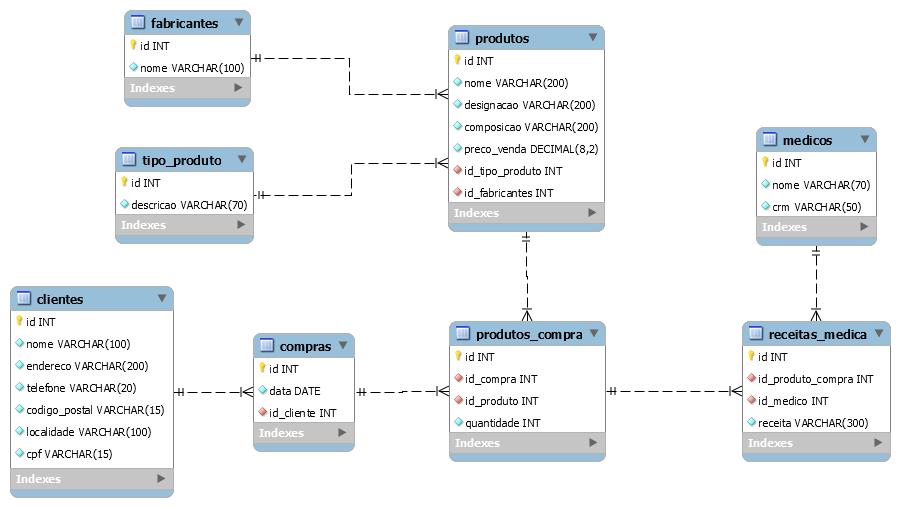 fabricantes
id INT
nome VARCHAR(100)
Indexes
produtos
id INT
nome VARCHAR(200)
designacao VARCHAR(200)
composicao VARCHAR(200)
preco_venda DECIMAL(8,2)
id_tipo_produto INT
id_fabricantes INT
Indexes
tipo_produto
id INT
descricao VARCHAR(70)
Indexes
medicos
id INT
nome VARCHAR(70)
crm VARCHAR(50)
Indexes
clientes
id INT
nome VARCHAR(100)
endereco VARCHAR(200)
telefone VARCHAR(20)
codigo_postal VARCHAR(15)
localidade VARCHAR(100)
cpf VARCHAR(15)
Indexes
compras
id INT
data DATE
id_cliente INT
Indexes
produtos_compra
id INT
id_compra INT
id_produto INT
quantidade INT
Indexes
receitas_medica
id INT
id_produto_compra INT
id_medico INT
receita VARCHAR(300)
Indexes